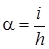 α = i/h